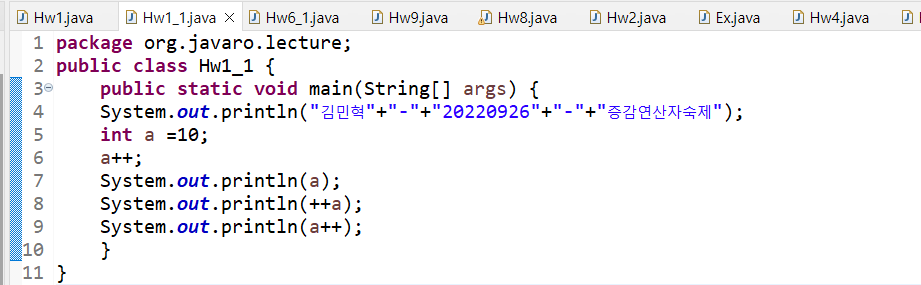 Hw1.java Hw1_1.java × Hw6_1.java Hw9.java Hw8.java Hw2.java Ex.java Hw4.java
1 package org.javaro.lecture;
2 public class Hw1_1 {
3 public static void main(String[] args) {
4 System.out.println("김민혁"+"-"+"20220926"+"-"+"증감연산자숙제");
5 int a =10;
6 a++;
7 System.out.println(a);
8 System.out.println(++a);
9 System.out.println(a++);
10 }
11 }